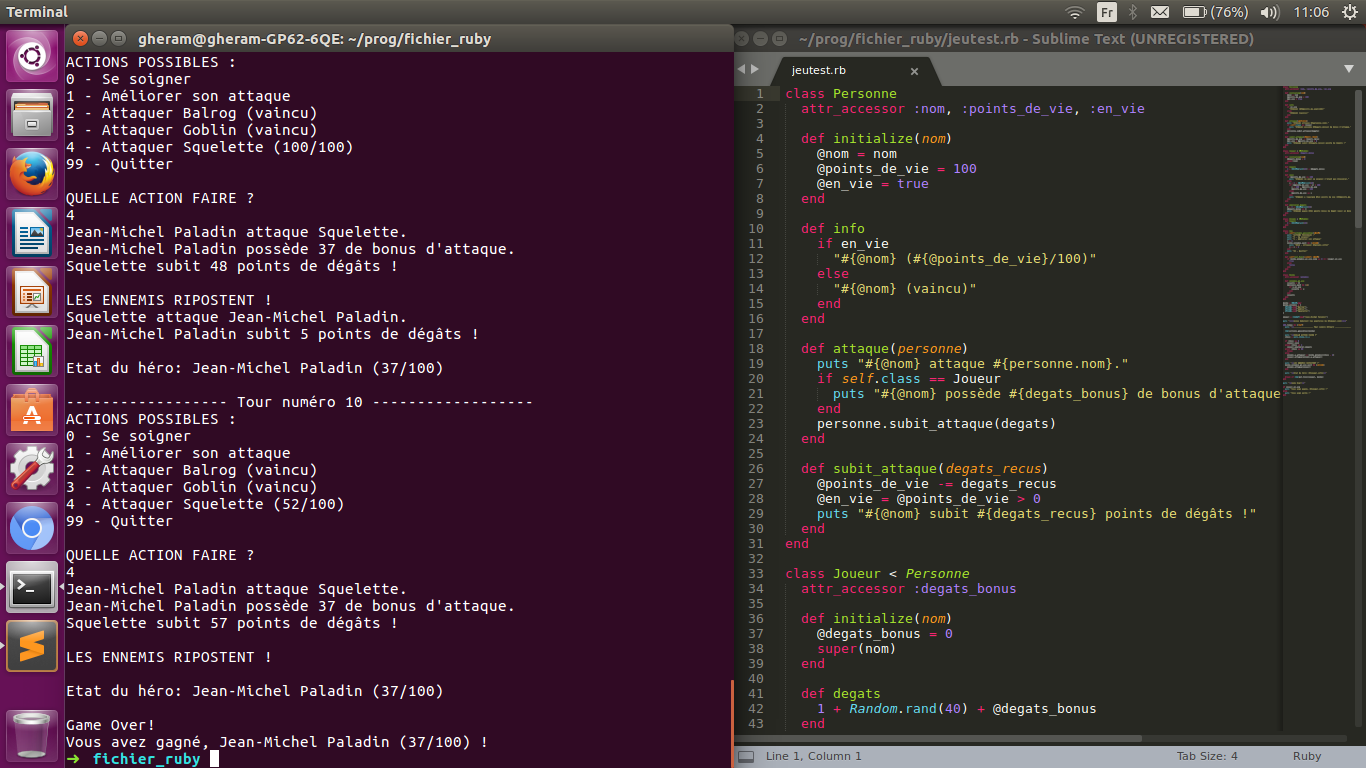 Terminal
Fr
(76%)
11:06
gheram@gheram-GP62-6QE: ~/prog/fichier_ruby
ACTIONS POSSIBLES :
0 - Se soigner
1 - Améliorer son attaque
2 - Attaquer Balrog (vaincu)
3 - Attaquer Goblin (vaincu)
4 - Attaquer Squelette (100/100)
99 - Quitter
QUELLE ACTION FAIRE ?
4
Jean-Michel Paladin attaque Squelette.
Jean-Michel Paladin possède 37 de bonus d'attaque.
Squelette subit 48 points de dégâts !
LES ENNEMIS RIPOSTENT !
Squelette attaque Jean-Michel Paladin.
Jean-Michel Paladin subit 5 points de dégâts !
Etat du héro: Jean-Michel Paladin (37/100)
------------------ Tour numéro 10 ------------------
ACTIONS POSSIBLES :
0 - Se soigner
1 - Améliorer son attaque
2 - Attaquer Balrog (vaincu)
3 - Attaquer Goblin (vaincu)
4 - Attaquer Squelette (52/100)
99 - Quitter
QUELLE ACTION FAIRE ?
4
Jean-Michel Paladin attaque Squelette.
Jean-Michel Paladin possède 37 de bonus d'attaque.
Squelette subit 57 points de dégâts !
LES ENNEMIS RIPOSTENT !
Etat du héro: Jean-Michel Paladin (37/100)
Game Over!
Vous avez gagné, Jean-Michel Paladin (37/100) !
➜ fichier_ruby
~/prog/fichier_ruby/jeutest.rb - Sublime Text (UNREGISTERED)
jeutest.rb
1 class Personne
2 attr_accessor :nom, :points_de_vie, :en_vie
3
4 def initialize(nom)
5 @nom = nom
6 @points_de_vie = 100
7 @en_vie = true
8 end
9
10 def info
11 if en_vie
12 "#{@nom} (#{@points_de_vie}/100)"
13 else
14 "#{@nom} (vaincu)"
15 end
16 end
17
18 def attaque(personne)
19 puts "#{@nom} attaque #{personne.nom}."
20 if self.class == Joueur
21 puts "#{@nom} possède #{degats_bonus} de bonus d'attaque
22 end
23 personne.subit_attaque(degats)
24 end
25
26 def subit_attaque(degats_recus)
27 @points_de_vie -= degats_recus
28 @en_vie = @points_de_vie > 0
29 puts "#{@nom} subit #{degats_recus} points de dégâts !"
30 end
31 end
32
33 class Joueur < Personne
34 attr_accessor :degats_bonus
35
36 def initialize(nom)
37 @degats_bonus = 0
38 super(nom)
39 end
40
41 def degats
42 1 + Random.rand(40) + @degats_bonus
43 end
Line 1, Column 1
Tab Size: 4
Ruby